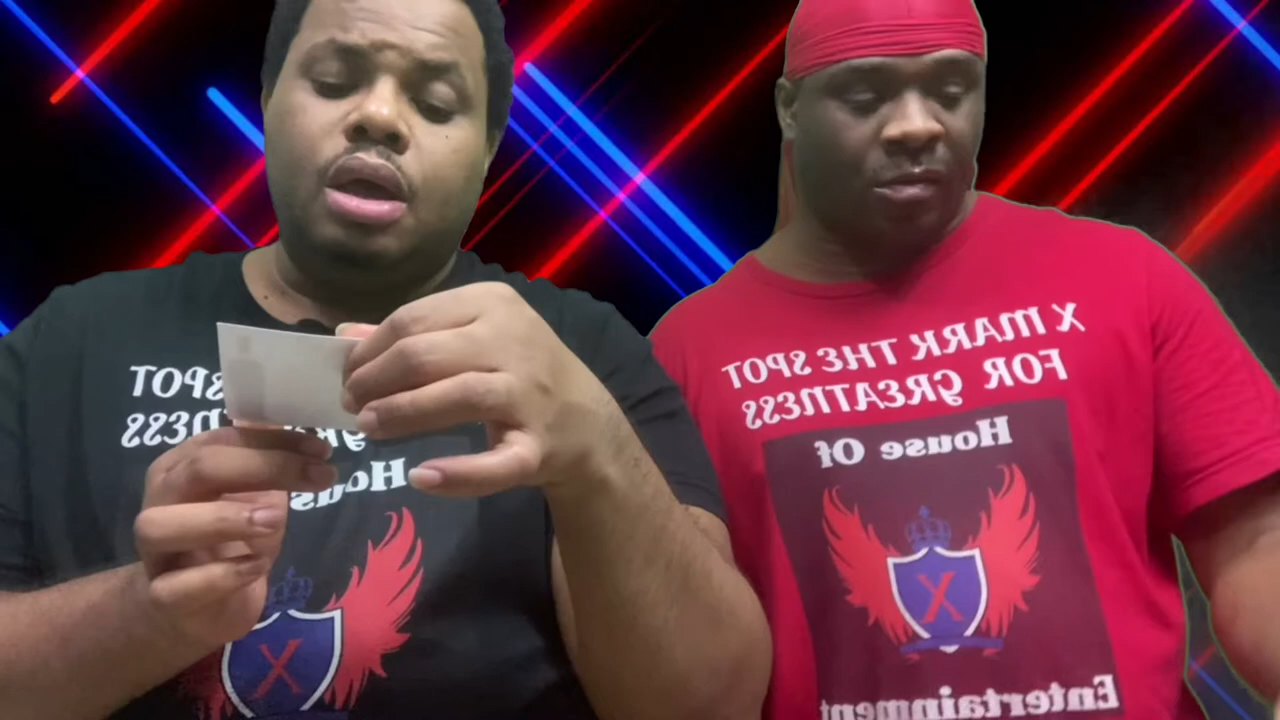 SPOT
X MARK THE SPOT
FOR GREATNESS
House Of
X
X
Entertainment